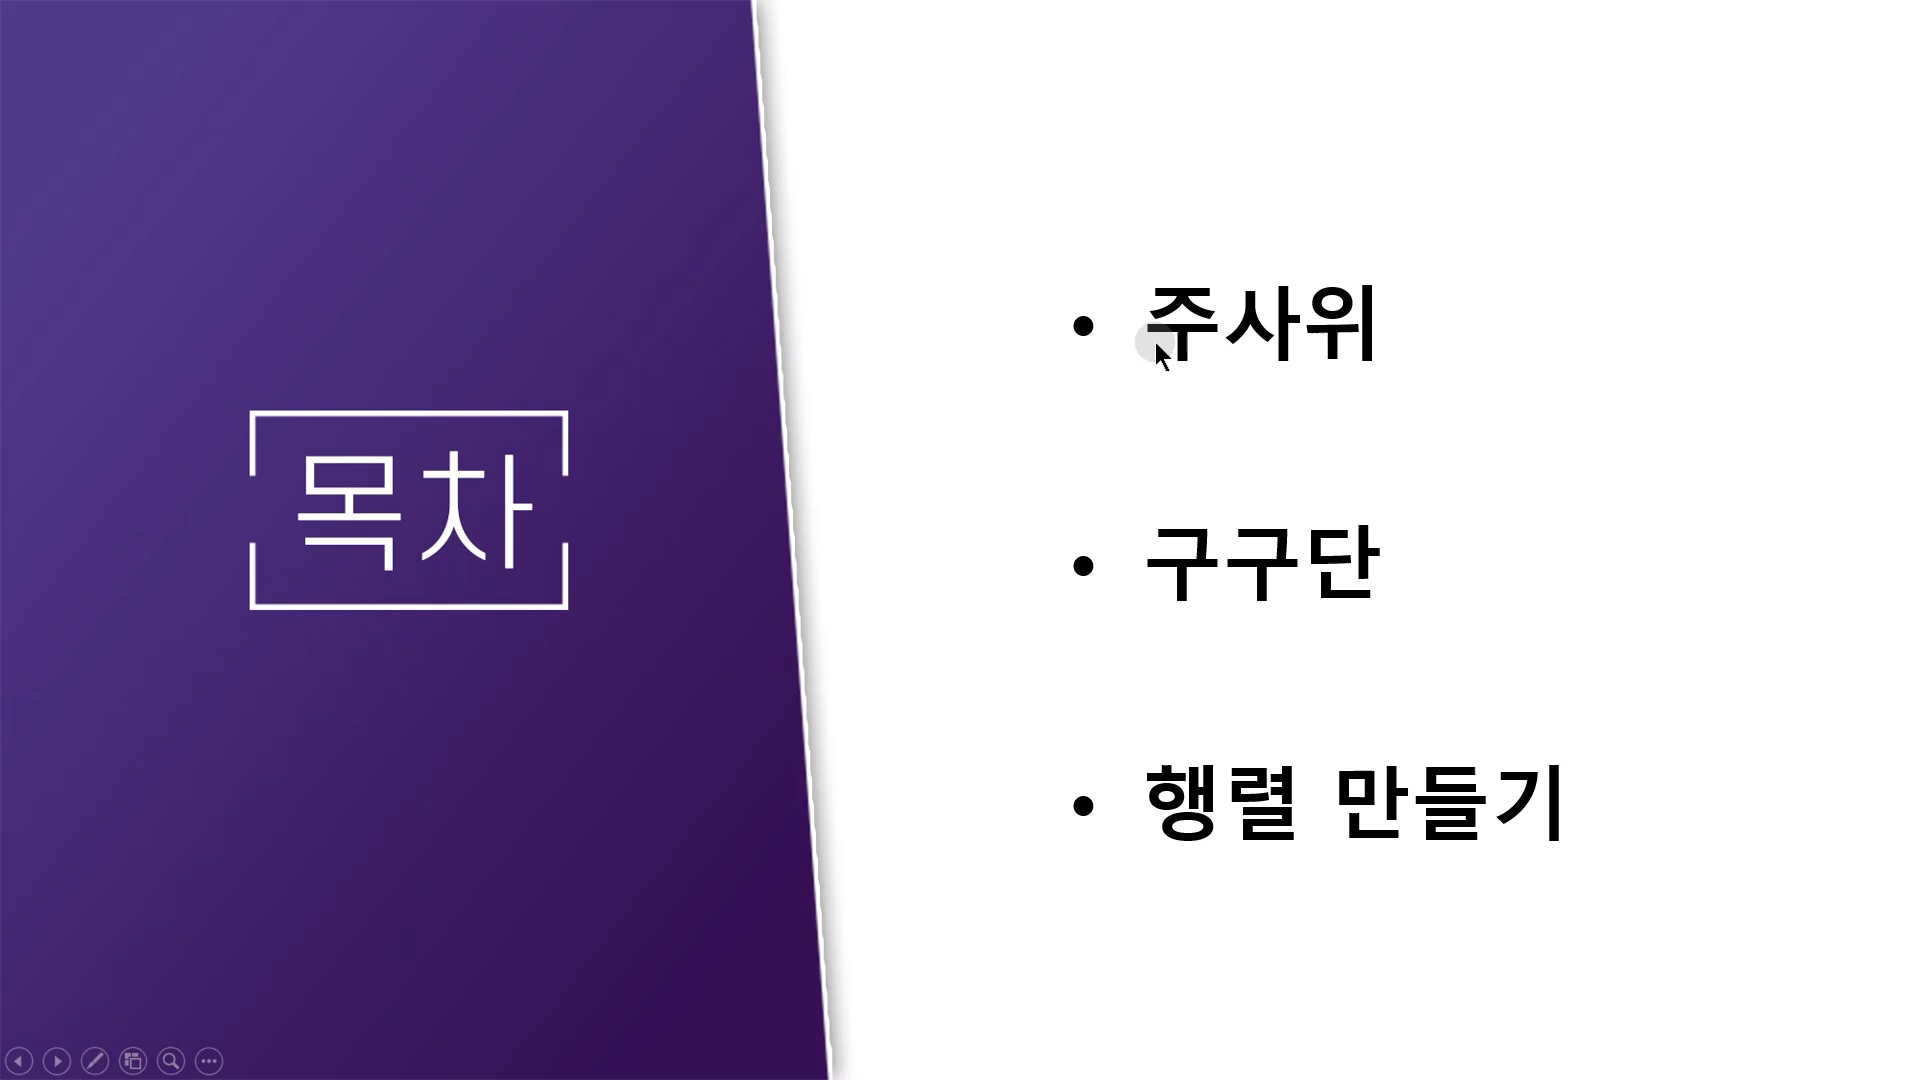 목차
• 주사위
• 구구단
• 행렬 만들기